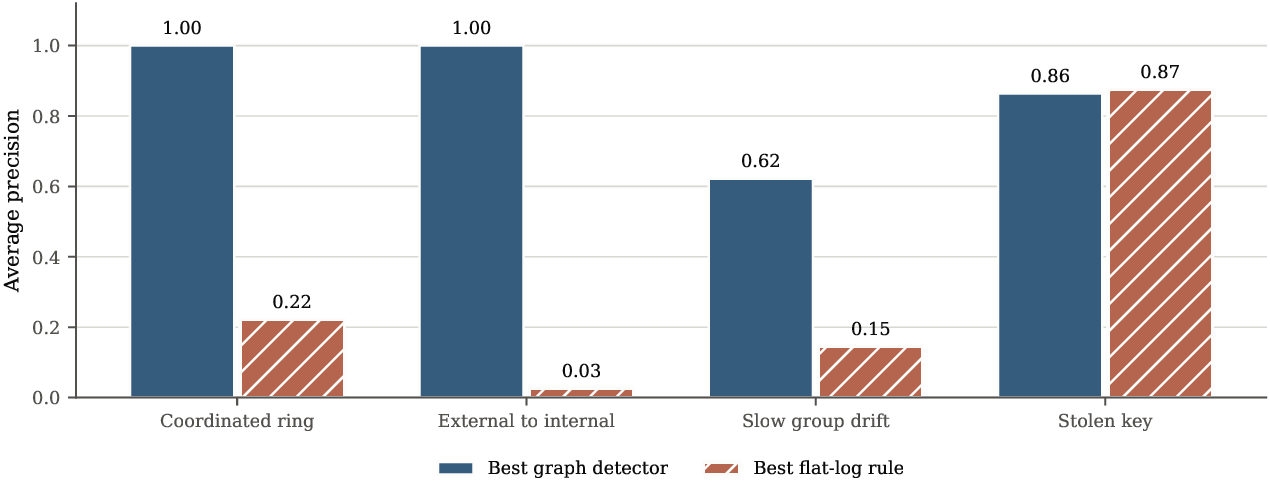 1.00
1.00
0.86
0.87
0.62
0.22
0.15
0.03
Average precision
1.0
0.8
0.6
0.4
0.2
0.0
Coordinated ring
External to internal
Slow group drift
Stolen key
Best graph detector
Best flat-log rule